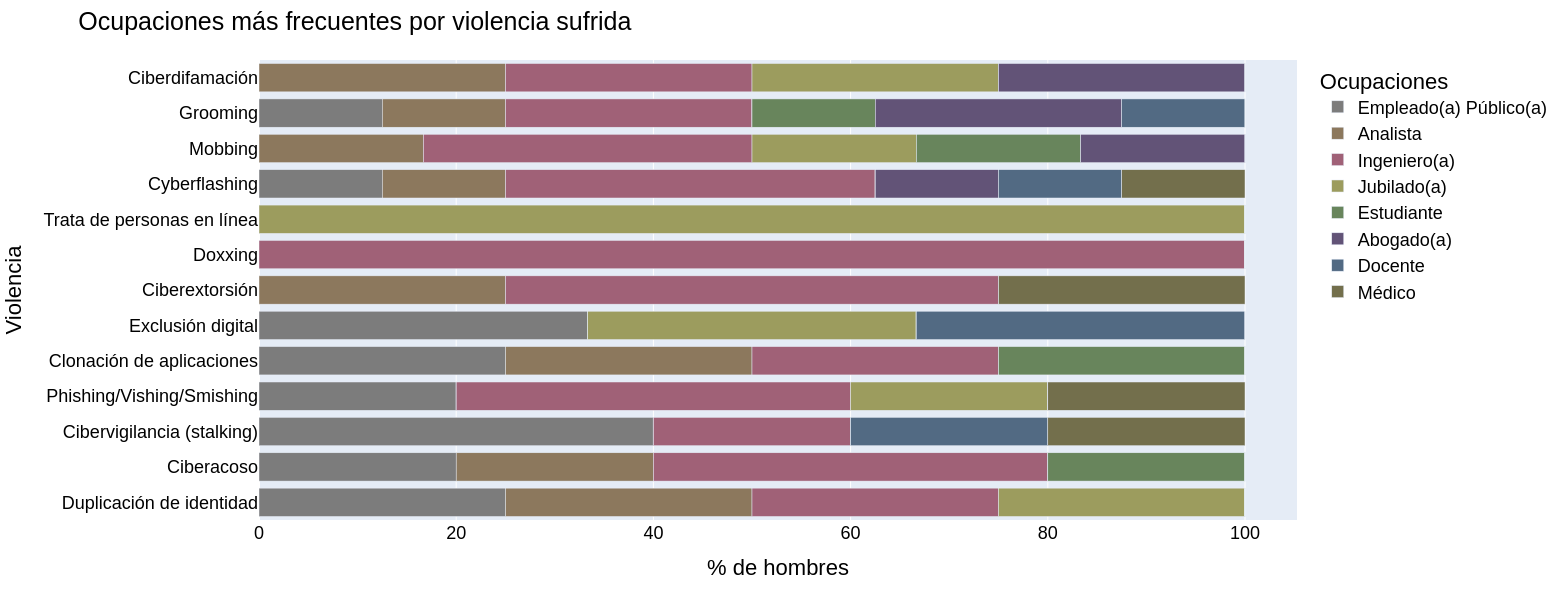 Ocupaciones más frecuentes por violencia sufrida
Violencia
Ciberdifamación
Grooming
Mobbing
Cyberflashing
Trata de personas en línea
Doxxing
Ciberextorsión
Exclusión digital
Clonación de aplicaciones
Phishing/Vishing/Smishing
Cibervigilancia (stalking)
Ciberacoso
Duplicación de identidad
0 20 40 60 80 100
% de hombres
Ocupaciones
Empleado(a) Público(a)
Analista
Ingeniero(a)
Jubilado(a)
Estudiante
Abogado(a)
Docente
Médico